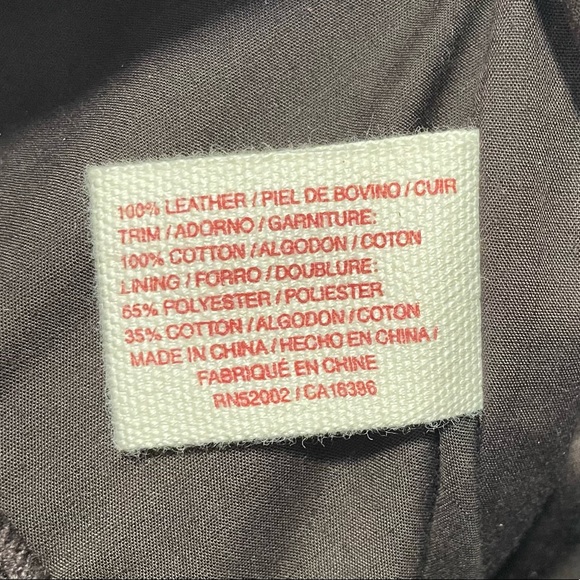 100% LEATHER / PIEL DE BOVINO / CUIR
TRIM / ADORNO / GARNITURE:
100% COTTON / ALGODON / COTON
LINING / FORRO / DOUBLURE:
65% POLYESTER / POLIESTER
35% COTTON / ALGODON / COTON
MADE IN CHINA / HECHO EN CHINA /
FABRIQUÉ EN CHINE
RN52002 / CA16396